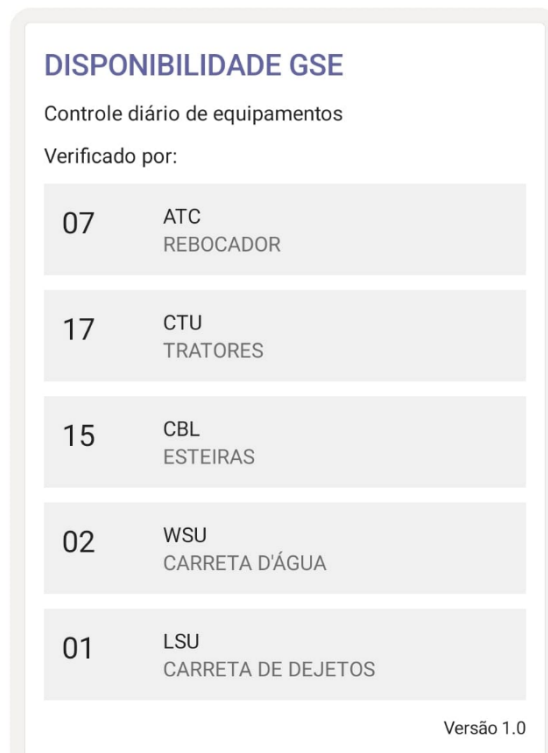 DISPONIBILIDADE GSE
Controle diário de equipamentos
Verificado por:
07
ATC
REBOCADOR
17
CTU
TRATORES
15
CBL
ESTEIRAS
02
WSU
CARRETA D'ÁGUA
01
LSU
CARRETA DE DEJETOS
Versão 1.0